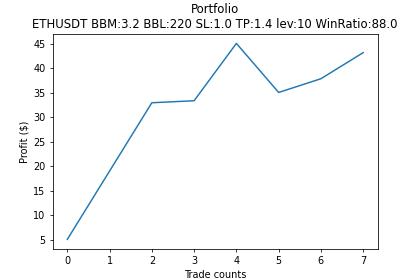 Portfolio
ETHUSDT BBM:3.2 BBL:220 SL:1.0 TP:1.4 lev:10 WinRatio:88.0
45
40
35
30
25
20
15
10
5
Profit ($)
0 1 2 3 4 5 6 7
Trade counts